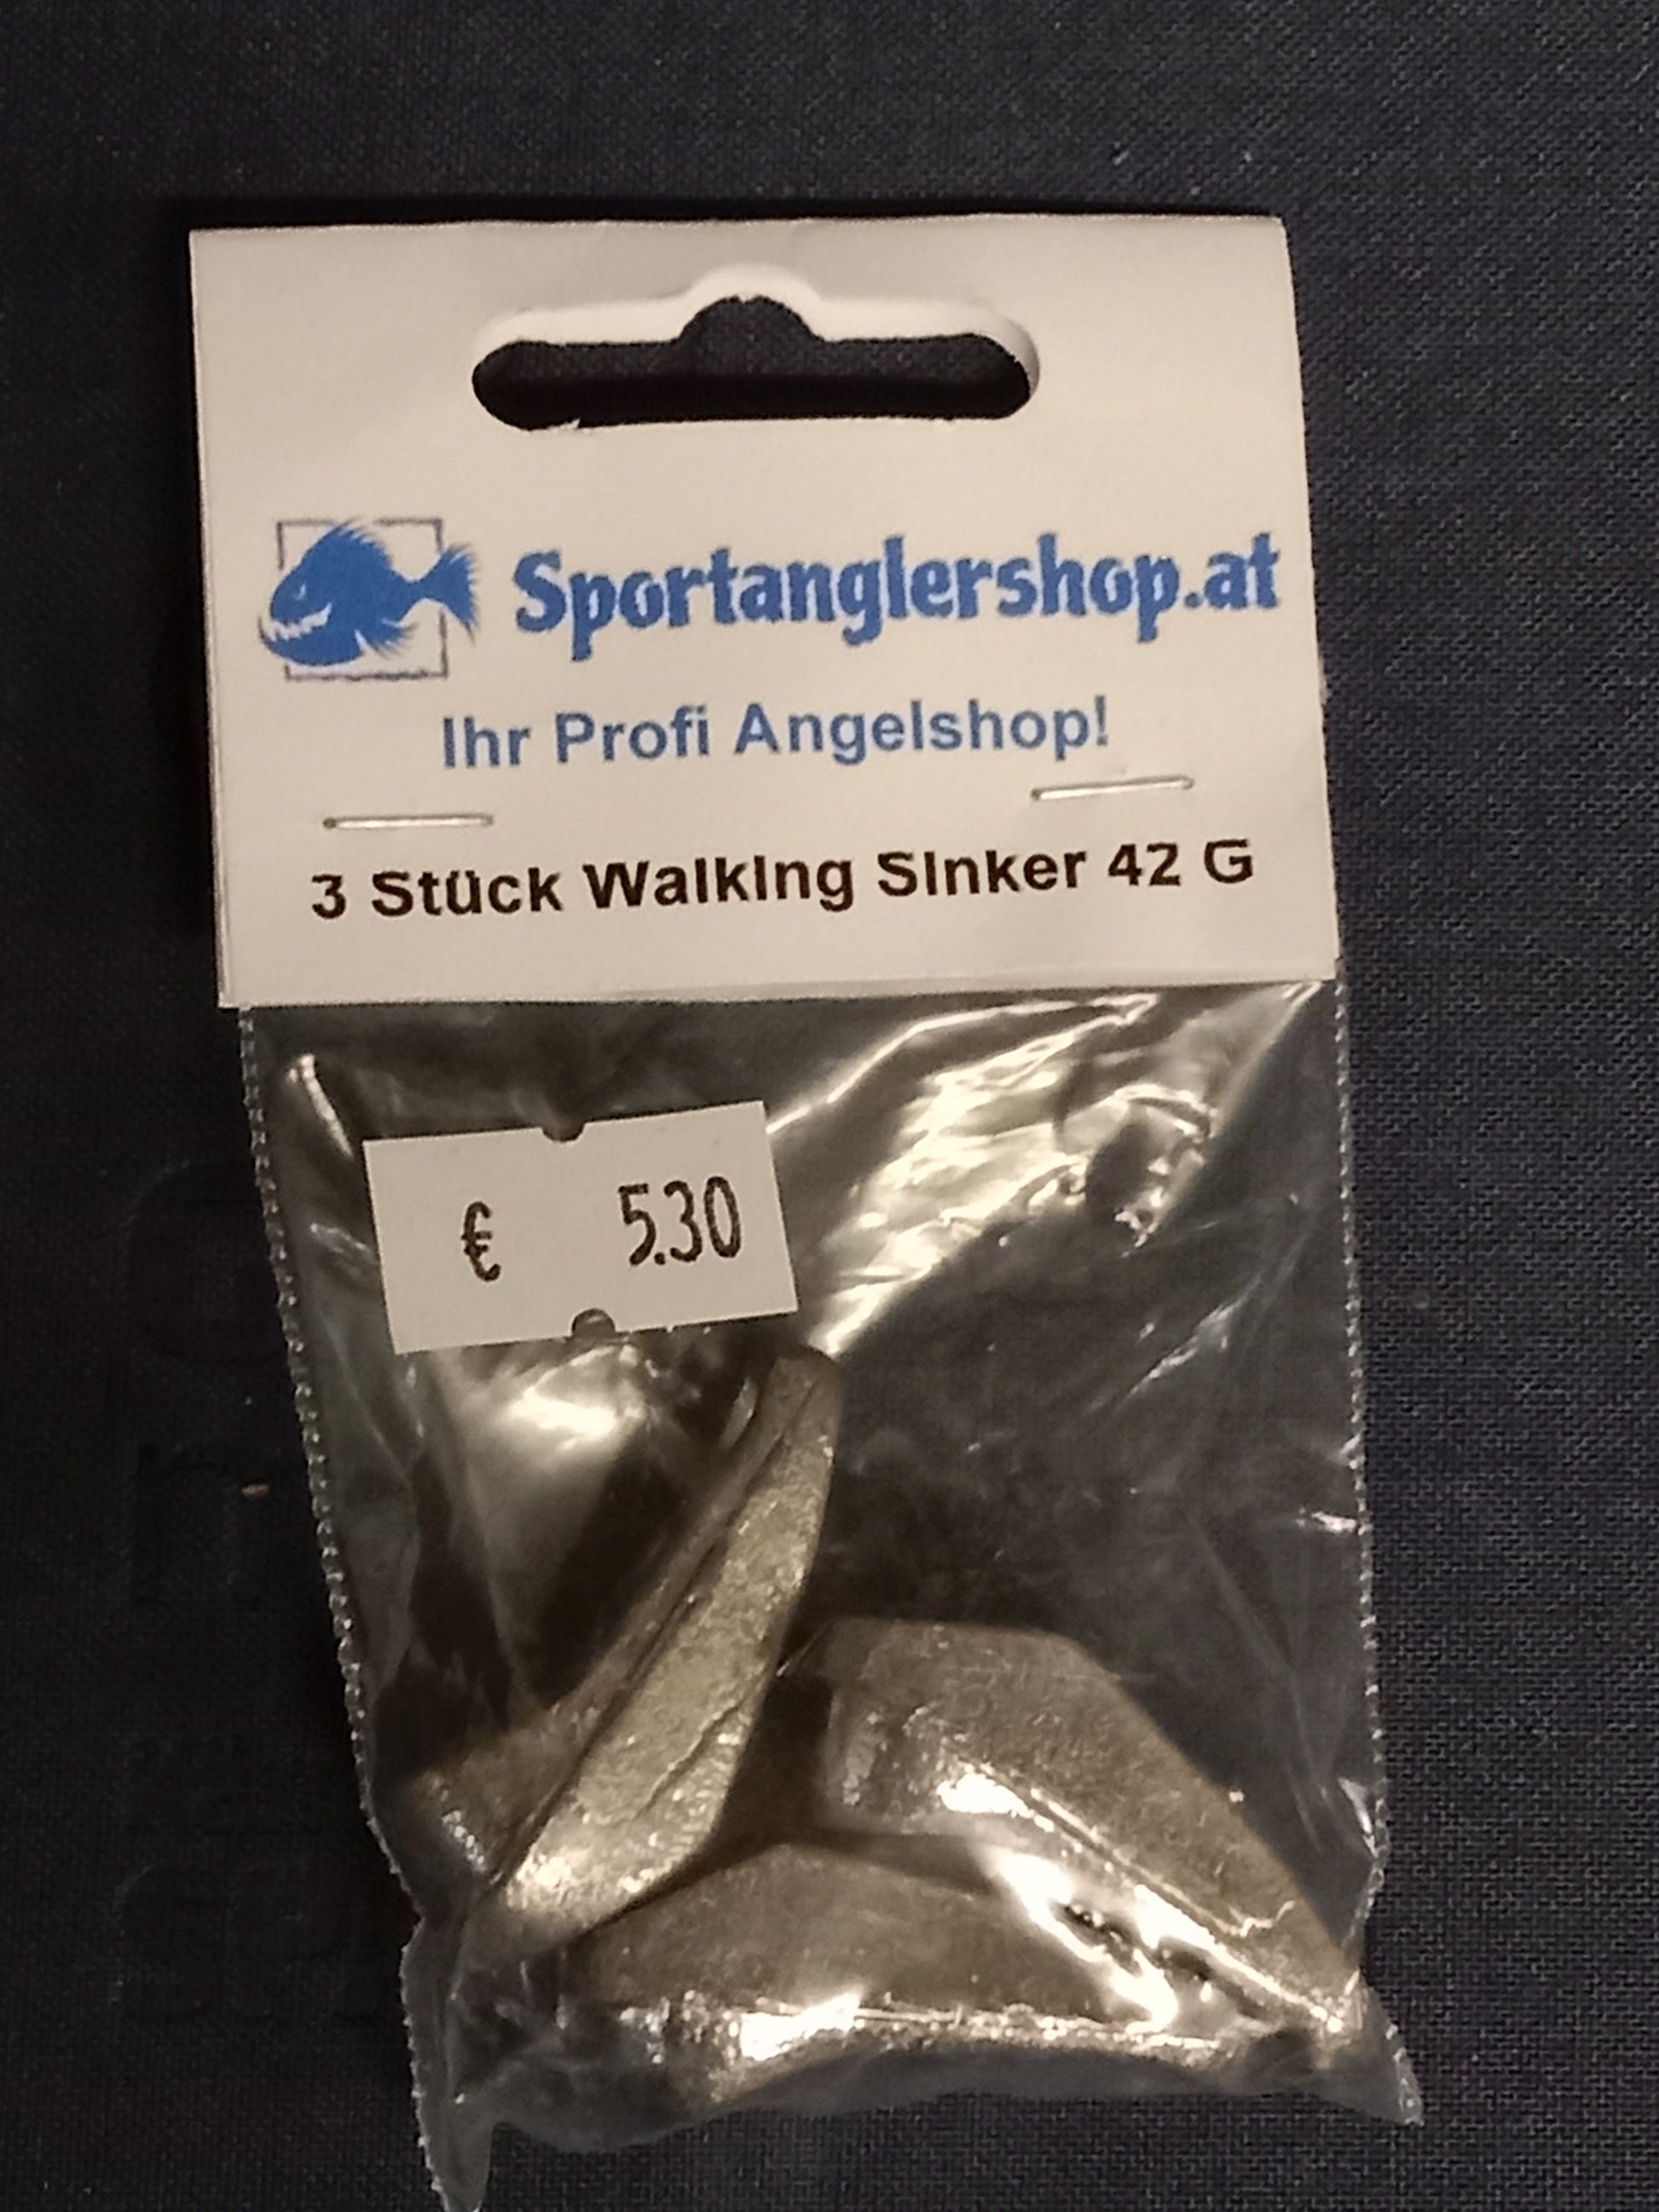 Sportanglershop.at
Ihr Profi Angelshop!
3 Stück Walking Sinker 42 G
€ 5.30